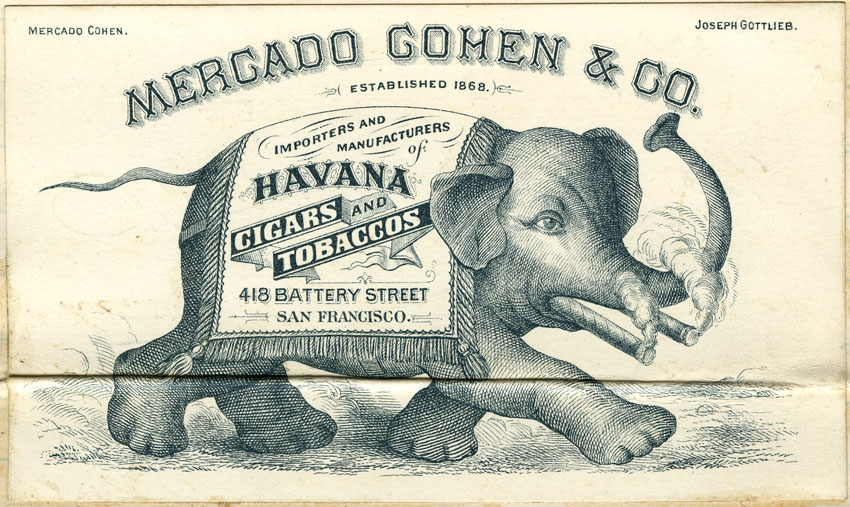 MERCADO COHEN.
JOSEPH GOTTLIEB.
MERCADO COHEN & CO.
ESTABLISHED 1868.
IMPORTERS AND
MANUFACTURERS
of
HAVANA
CIGARS AND
TOBACCOS
418 BATTERY STREET
SAN FRANCISCO.